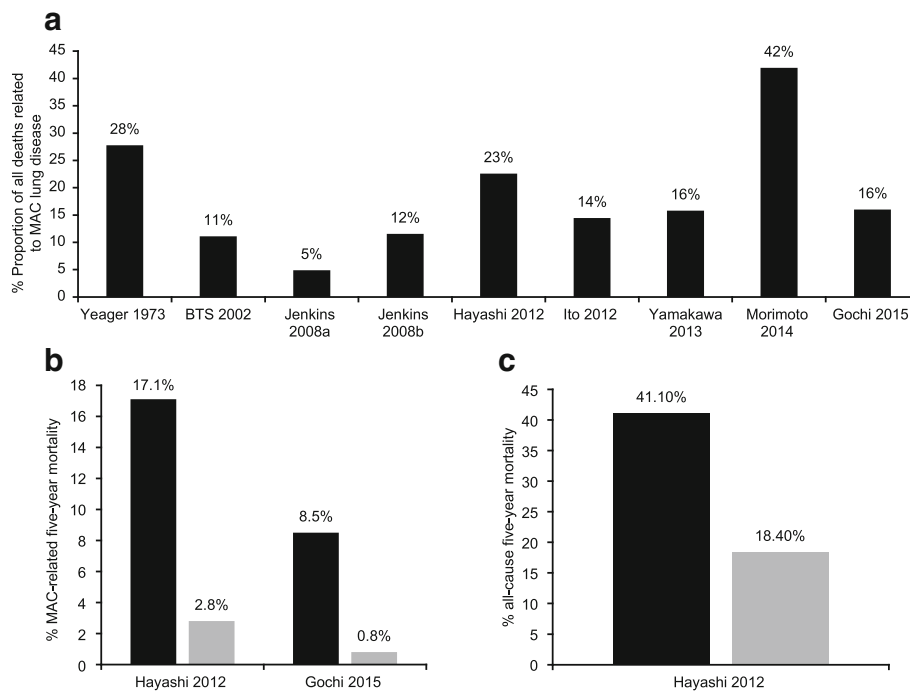 a
% Proportion of all deaths related
to MAC lung disease
45
40
35
30
25
20
15
10
5
0
28%
11%
5%
12%
23%
14%
16%
42%
16%
Yeager 1973
BTS 2002
Jenkins
2008a
Jenkins
2008b
Hayashi 2012
Ito 2012
Yamakawa
2013
Morimoto
2014
Gochi 2015
b
% MAC-related five-year mortality
18
16
14
12
10
8
6
4
2
0
17.1%
2.8%
8.5%
0.8%
Hayashi 2012
Gochi 2015
c
% all-cause five-year mortality
45
40
35
30
25
20
15
10
5
0
41.10%
18.40%
Hayashi 2012